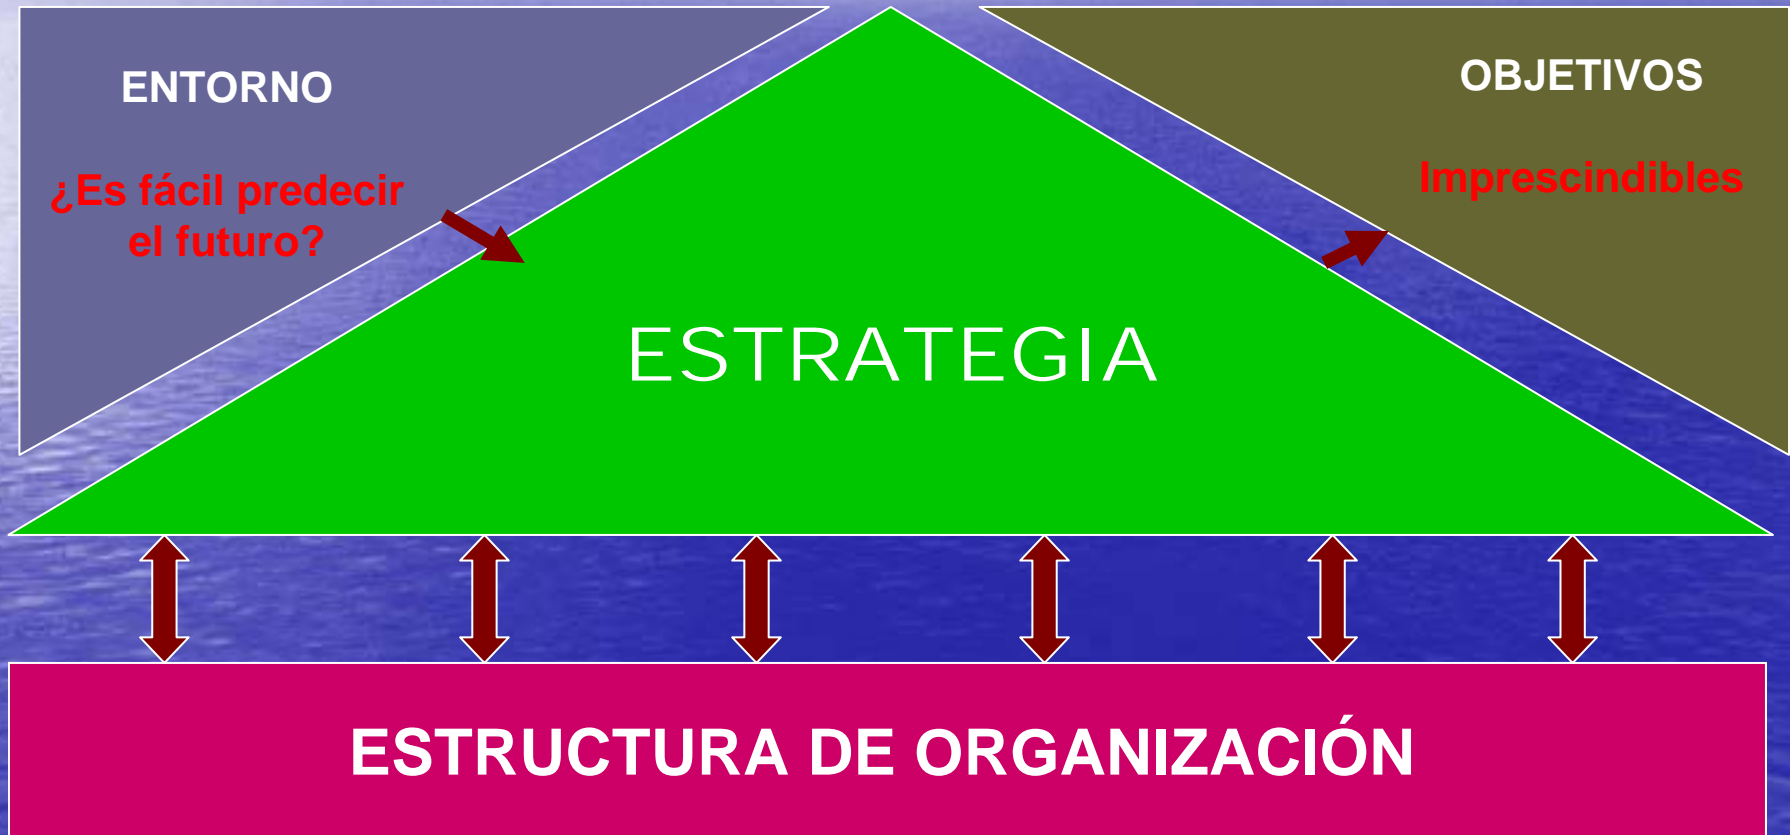 ENTORNO
¿Es fácil predecir
el futuro?
OBJETIVOS
Imprescindibles
ESTRATEGIA
ESTRUCTURA DE ORGANIZACIÓN